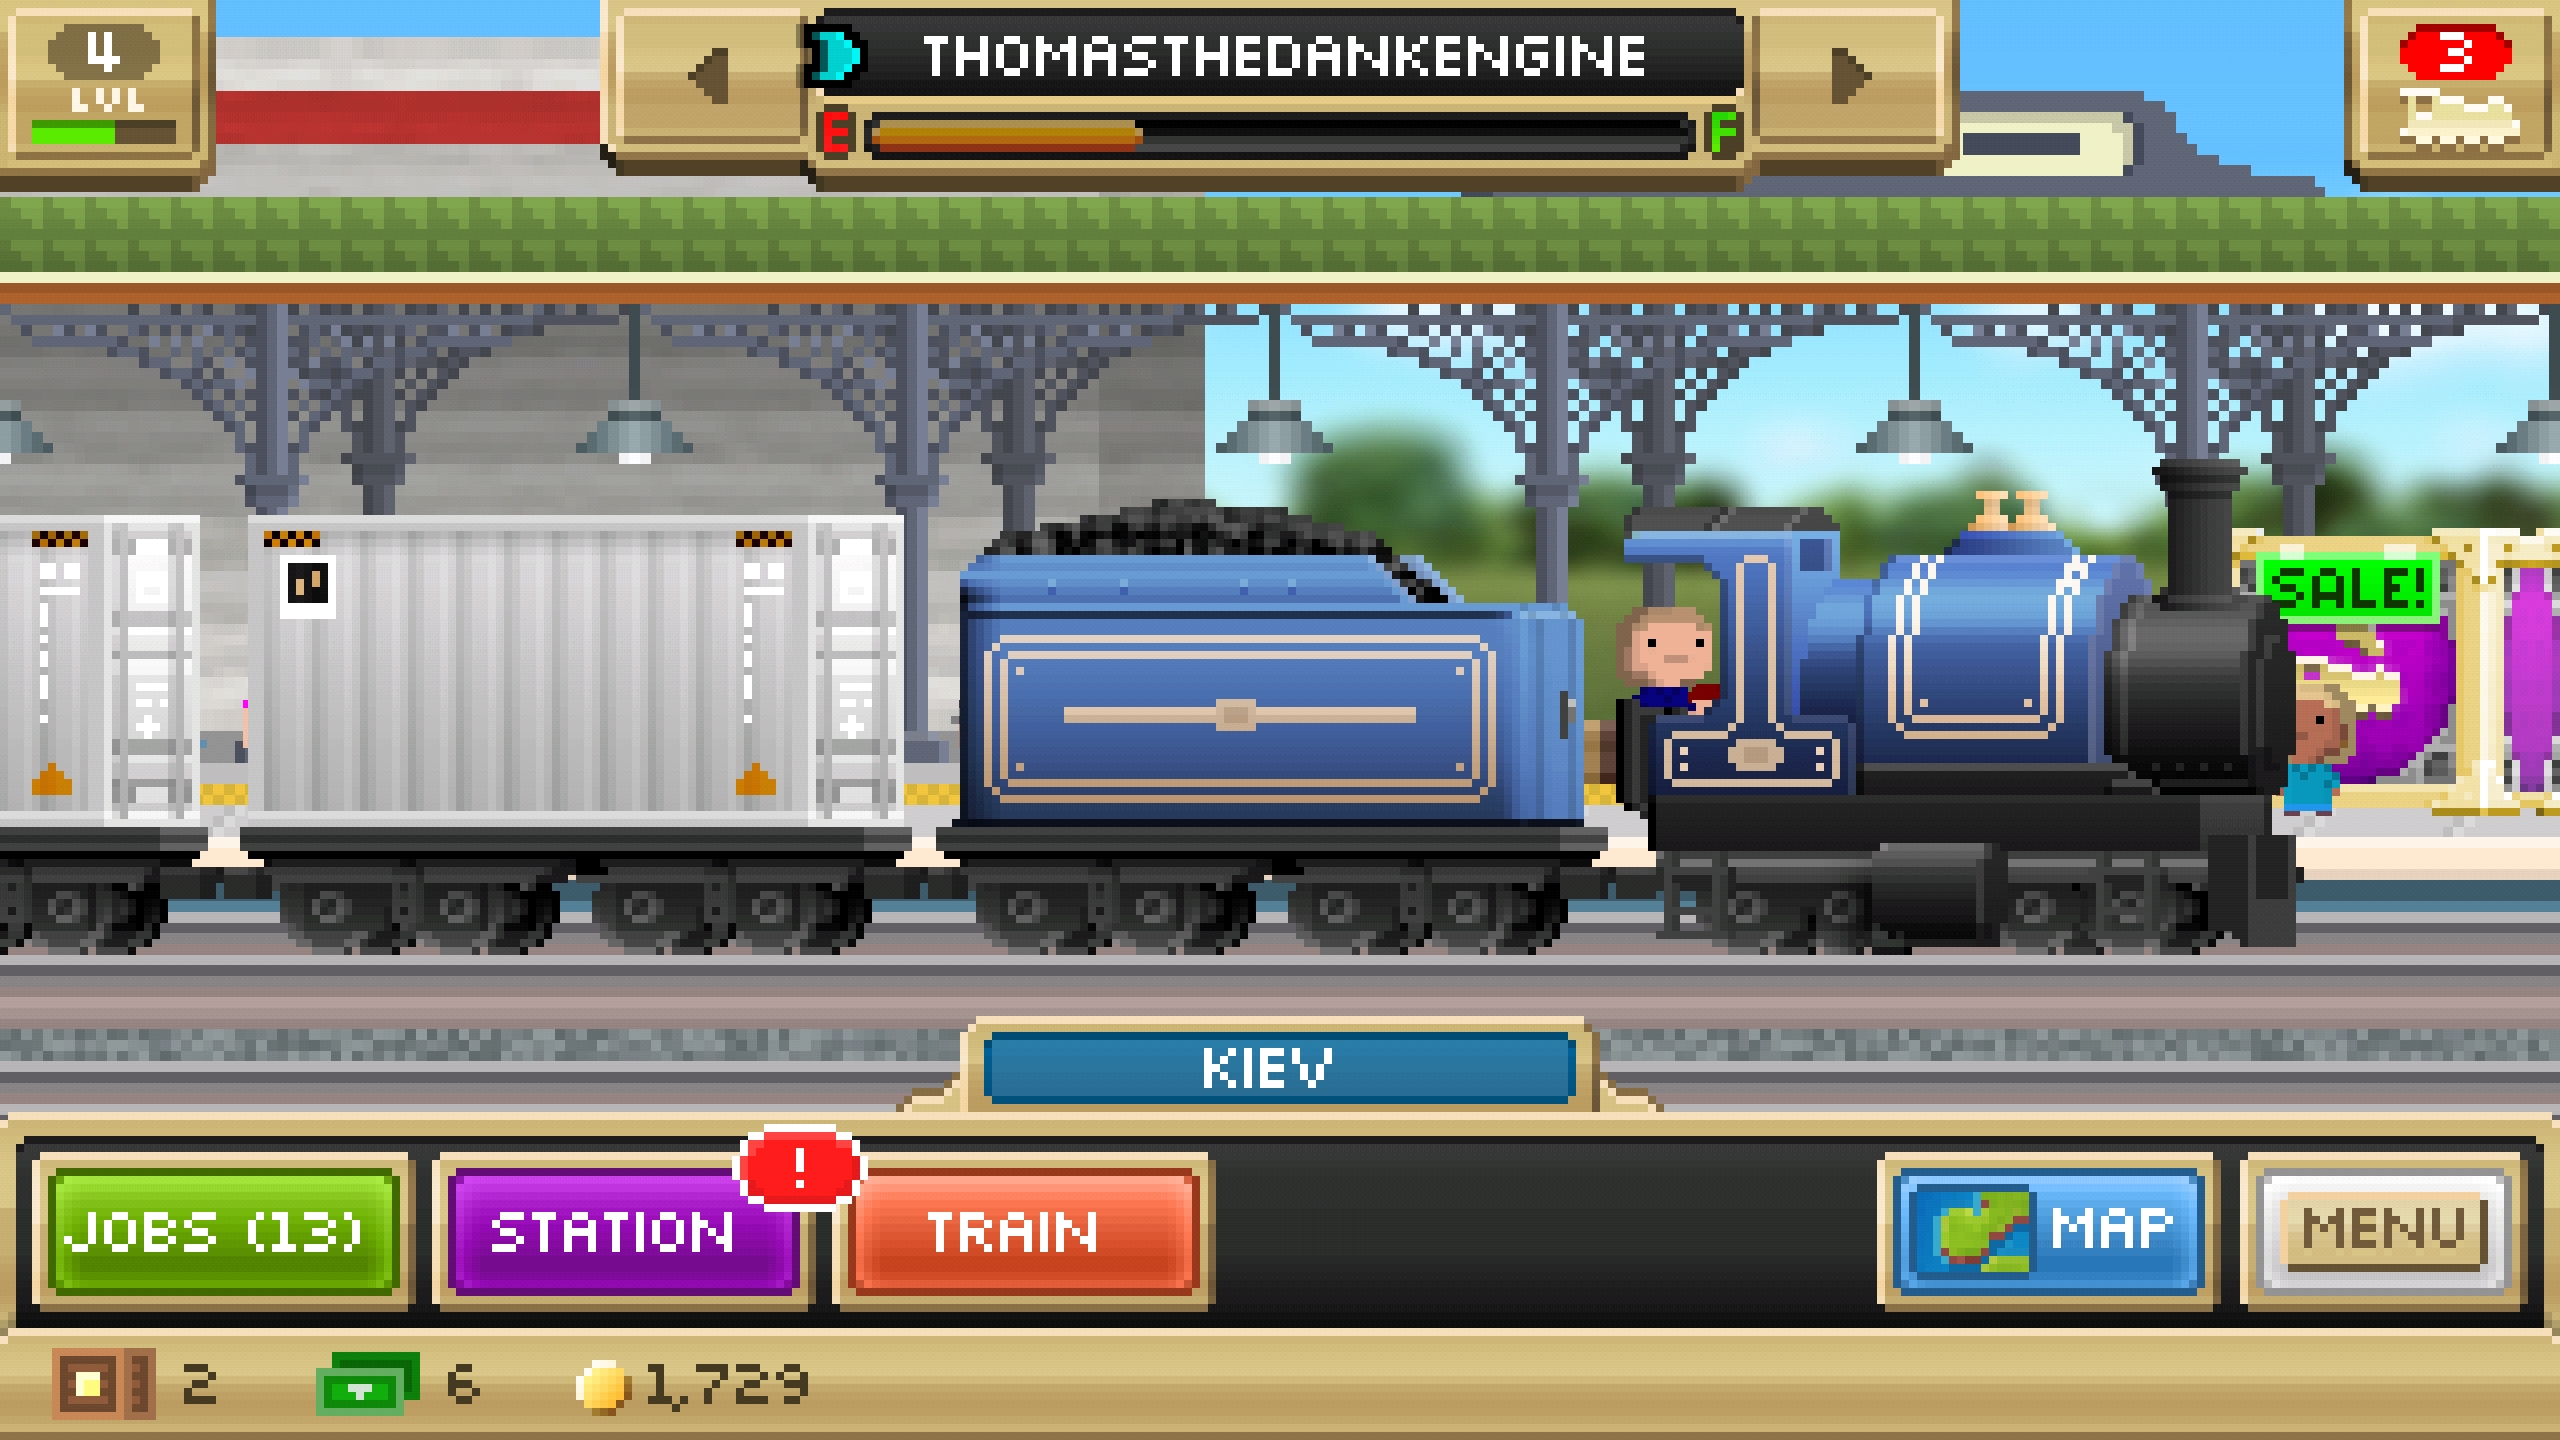 4
LVL
THOMASTHEDANKENGINE
E
F
3
SALE!
KIEV
JOBS (13)
STATION
!
TRAIN
MAP
MENU
2
6
1,729